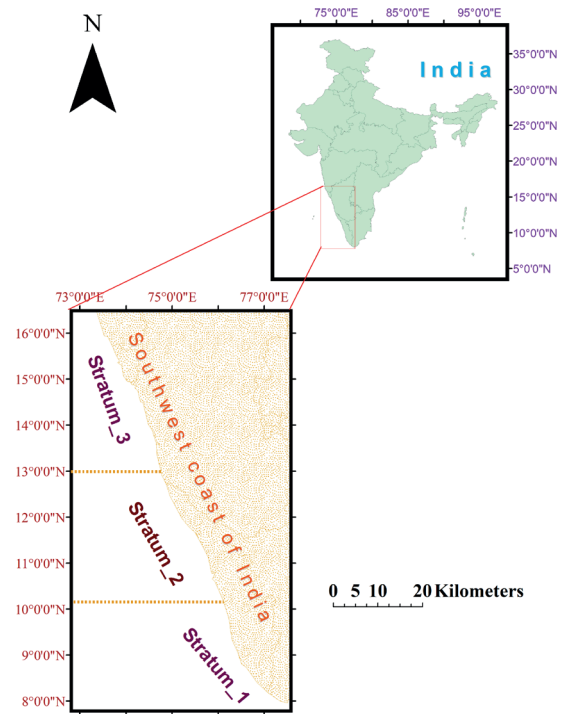 N
75°0'0"E 85°0'0"E 95°0'0"E
India
35°0'0"N
30°0'0"N
25°0'0"N
20°0'0"N
15°0'0"N
10°0'0"N
5°0'0"N
73°0'0"E 75°0'0"E 77°0'0"E
16°0'0"N
15°0'0"N
14°0'0"N
13°0'0"N
12°0'0"N
11°0'0"N
10°0'0"N
9°0'0"N
8°0'0"N
Stratum_3
Southwest coast of India
Stratum_2
Stratum_1
0 5 10 20 Kilometers